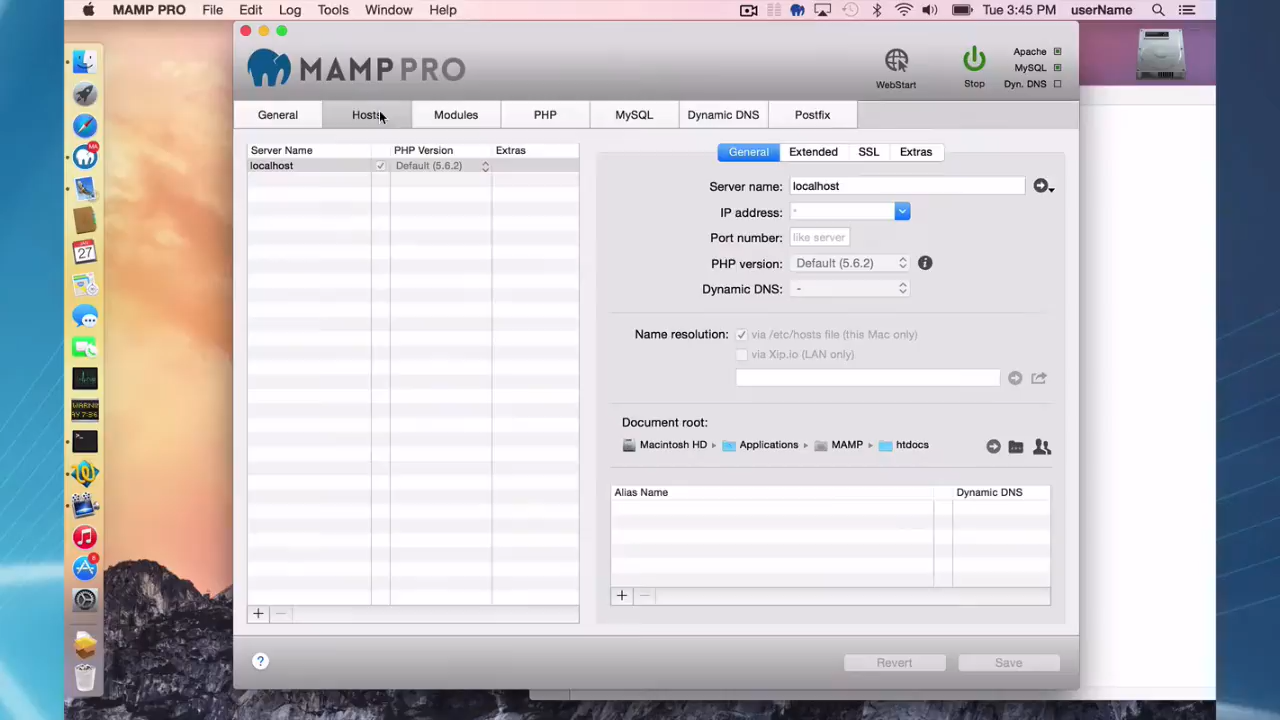 MAMP PRO File Edit Log Tools Window Help Tue 3:45 PM userName
MAMP PRO
WebStart
Stop
Apache
MySQL
Dyn. DNS
General Hosts Modules PHP MySQL Dynamic DNS Postfix
Server Name PHP Version Extras
localhost Default (5.6.2)
General Extended SSL Extras
Server name: localhost
IP address: *
Port number: like server
PHP version: Default (5.6.2)
Dynamic DNS: -
Name resolution: via /etc/hosts file (this Mac only)
via Xip.io (LAN only)
Document root:
Macintosh HD Applications MAMP htdocs
Alias Name Dynamic DNS
Revert Save
27